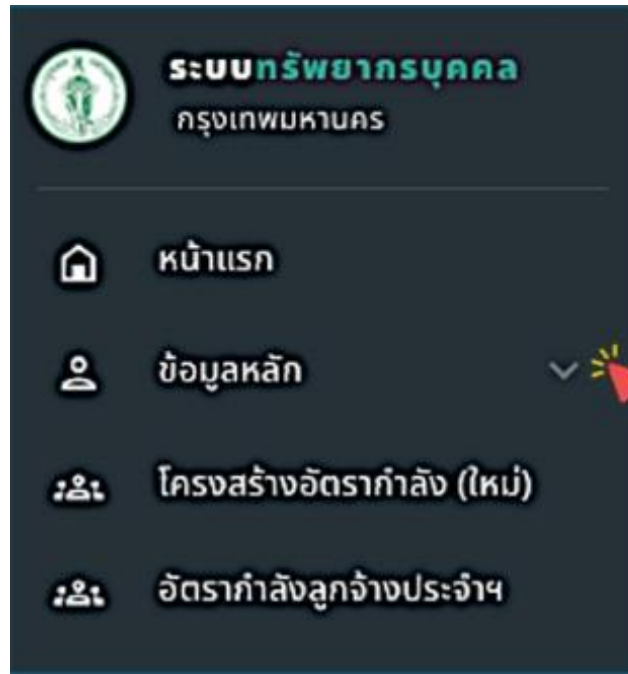 ระบบทรัพยากรบุคคล
กรุงเทพมหานคร
หน้าแรก
ข้อมูลหลัก
โครงสร้างอัตรากำลัง (ใหม่)
อัตรากำลังลูกจ้างประจำฯ